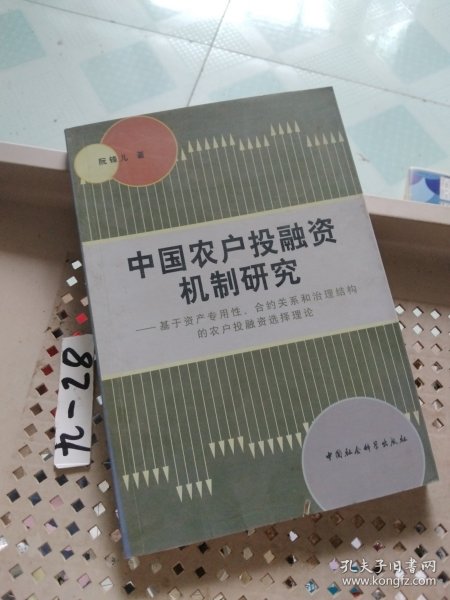 阮锋儿 著
中国农户投融资
机制研究
——基于资产专用性、合约关系和治理结构
的农户投融资选择理论
中国社会科学出版社
九-28
孔夫子旧书网
www.kongfz.com